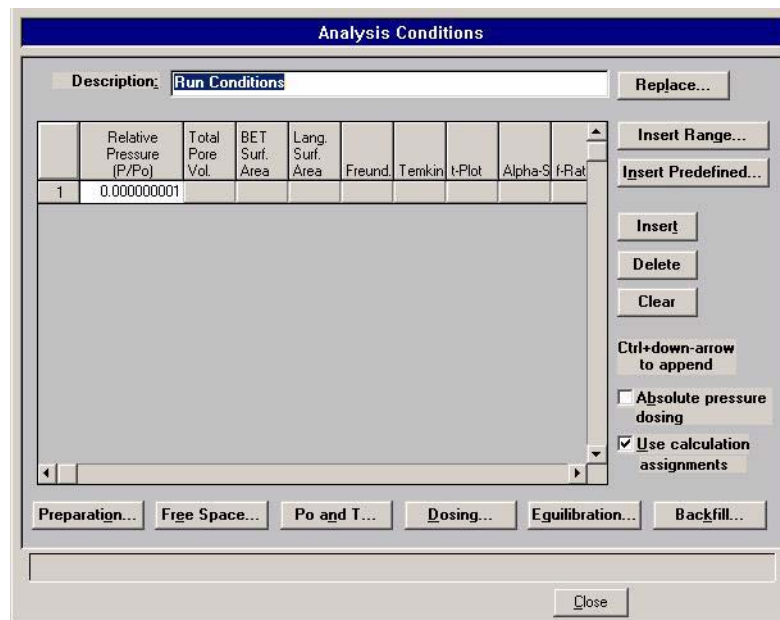 Analysis Conditions
Description: Run Conditions
Replace...
Relative Pressure (P/Po)
Total Pore Vol.
BET Surf. Area
Lang. Surf. Area
Freund.
Temkin
t-Plot
Alpha-S
f-Rat
1 0.000000001
Insert Range...
Insert Predefined...
Insert
Delete
Clear
Ctrl+down-arrow
to append
Absolute pressure
dosing
Use calculation
assignments
Preparation... Free Space... Po and T... Dosing... Equilibration... Backfill...
Close